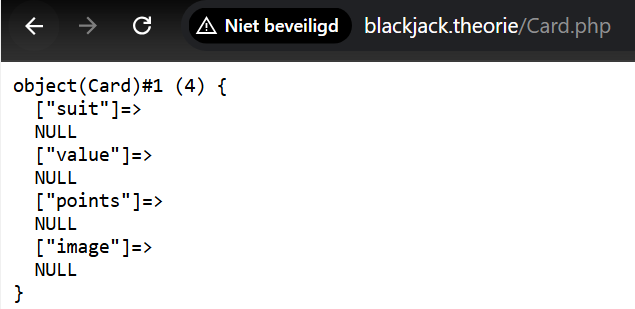 Niet beveiligd blackjack.theorie/Card.php
object(Card)#1 (4) {
  ["suit"]=>
  NULL
  ["value"]=>
  NULL
  ["points"]=>
  NULL
  ["image"]=>
  NULL
}